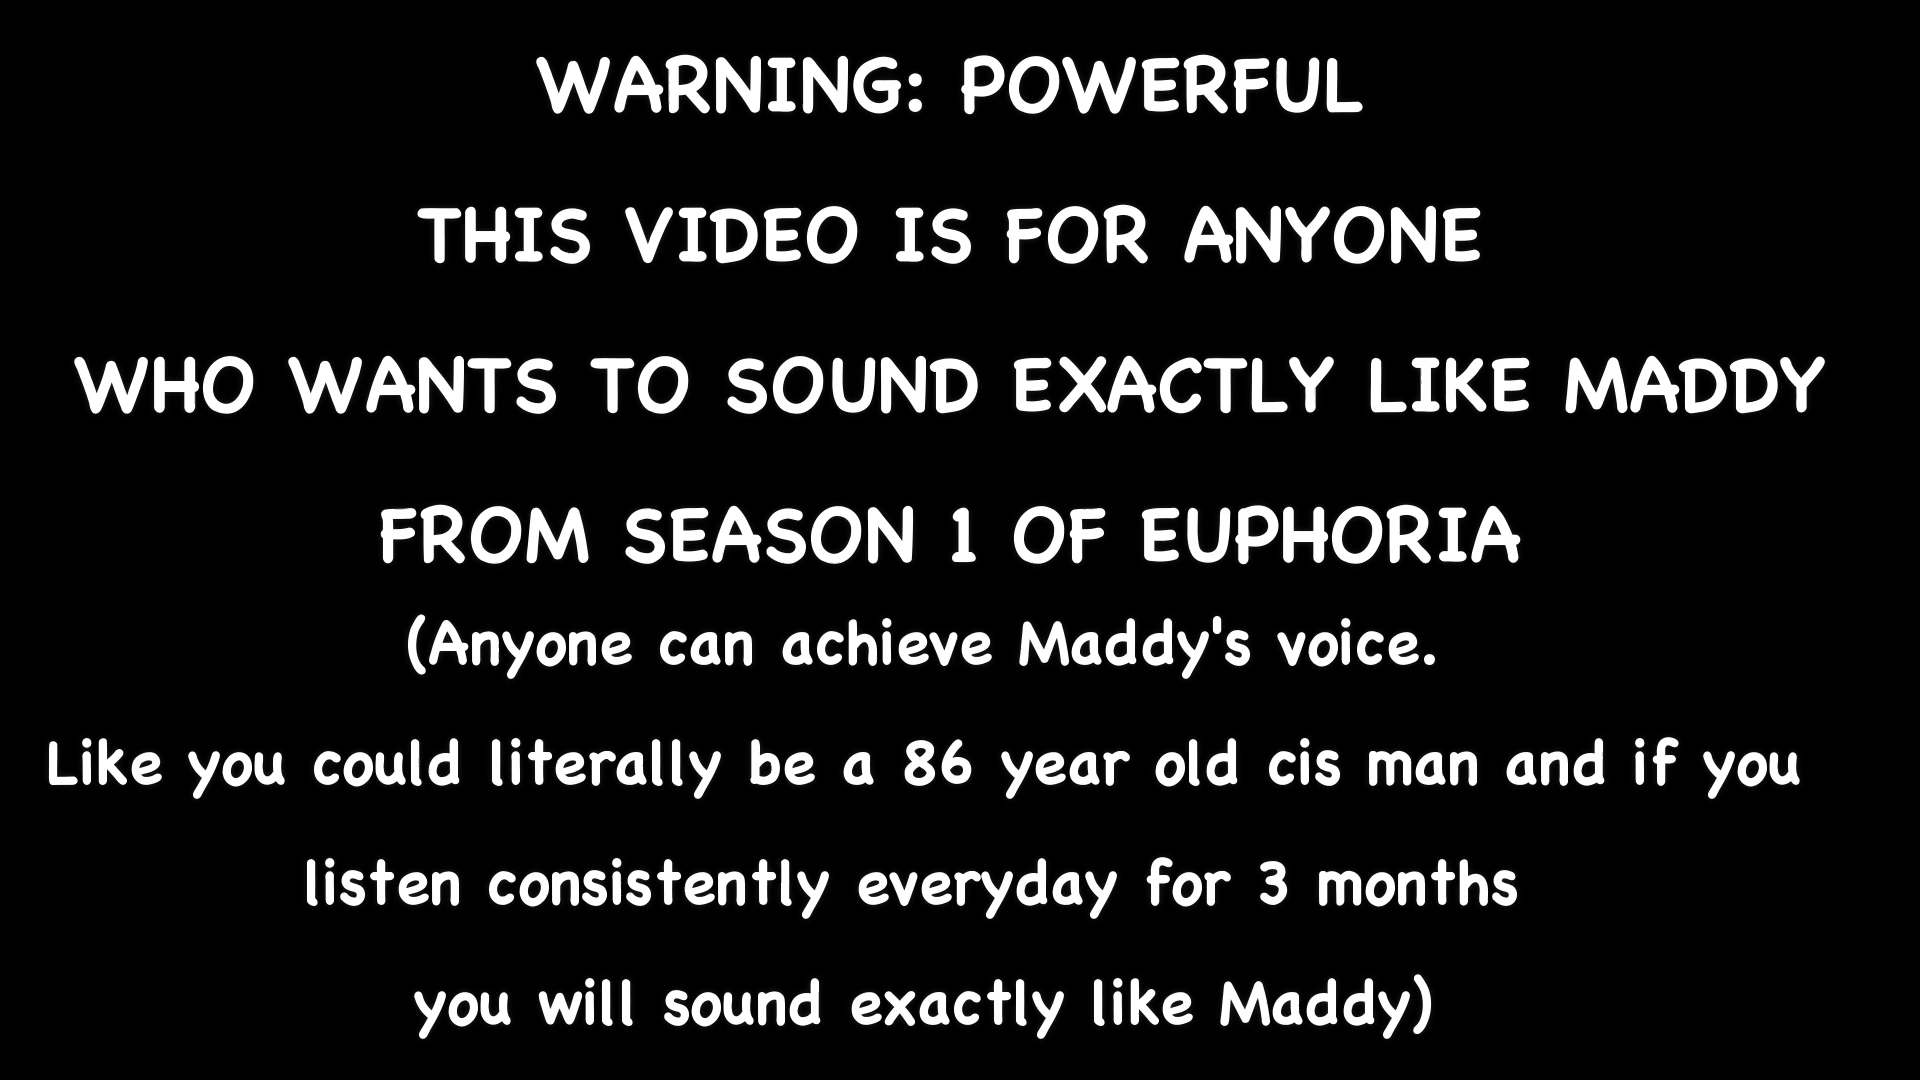 WARNING: POWERFUL
THIS VIDEO IS FOR ANYONE
WHO WANTS TO SOUND EXACTLY LIKE MADDY
FROM SEASON 1 OF EUPHORIA
(Anyone can achieve Maddy's voice.
Like you could literally be a 86 year old cis man and if you
listen consistently everyday for 3 months
you will sound exactly like Maddy)